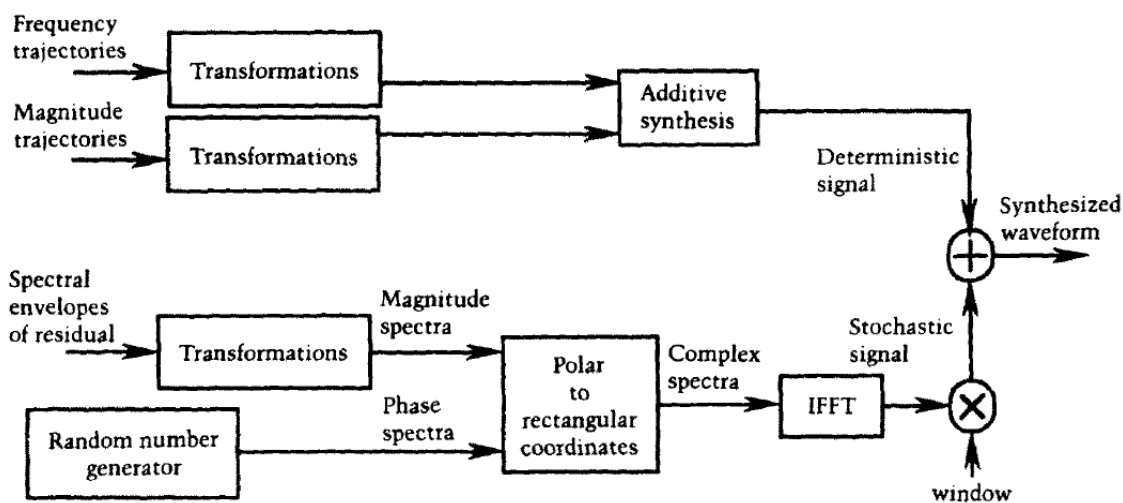 Frequency
trajectories
Transformations
Magnitude
trajectories
Transformations
Additive
synthesis
Deterministic
signal
Synthesized
waveform
Spectral
envelopes
of residual
Transformations
Magnitude
spectra
Random number
generator
Phase
spectra
Polar
to
rectangular
coordinates
Complex
spectra
IFFT
Stochastic
signal
window